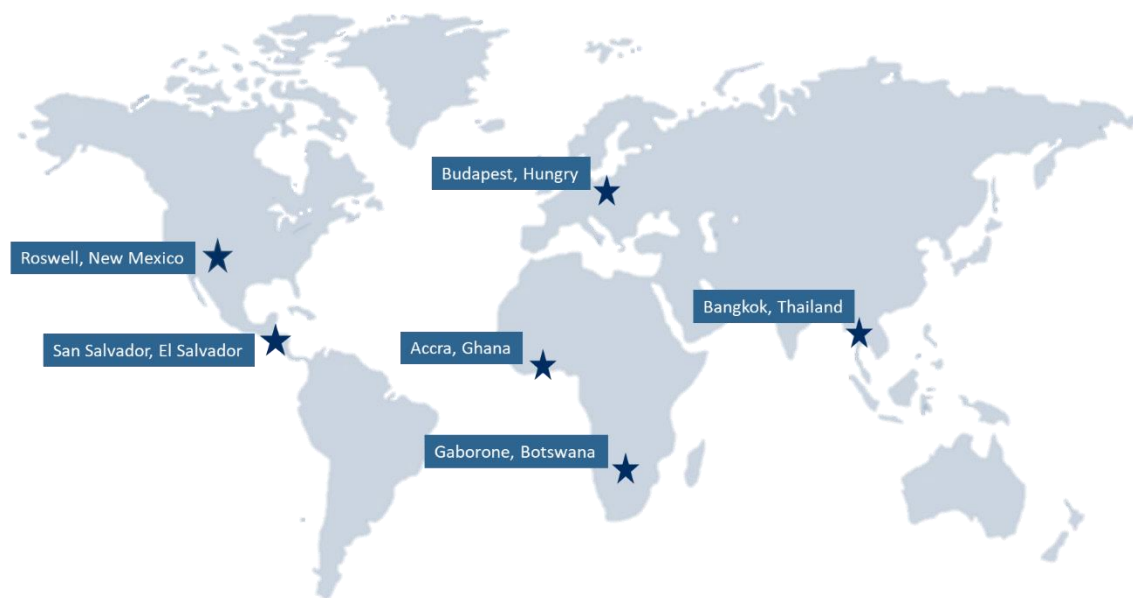 Budapest, Hungry
Roswell, New Mexico
Bangkok, Thailand
San Salvador, El Salvador
Accra, Ghana
Gaborone, Botswana